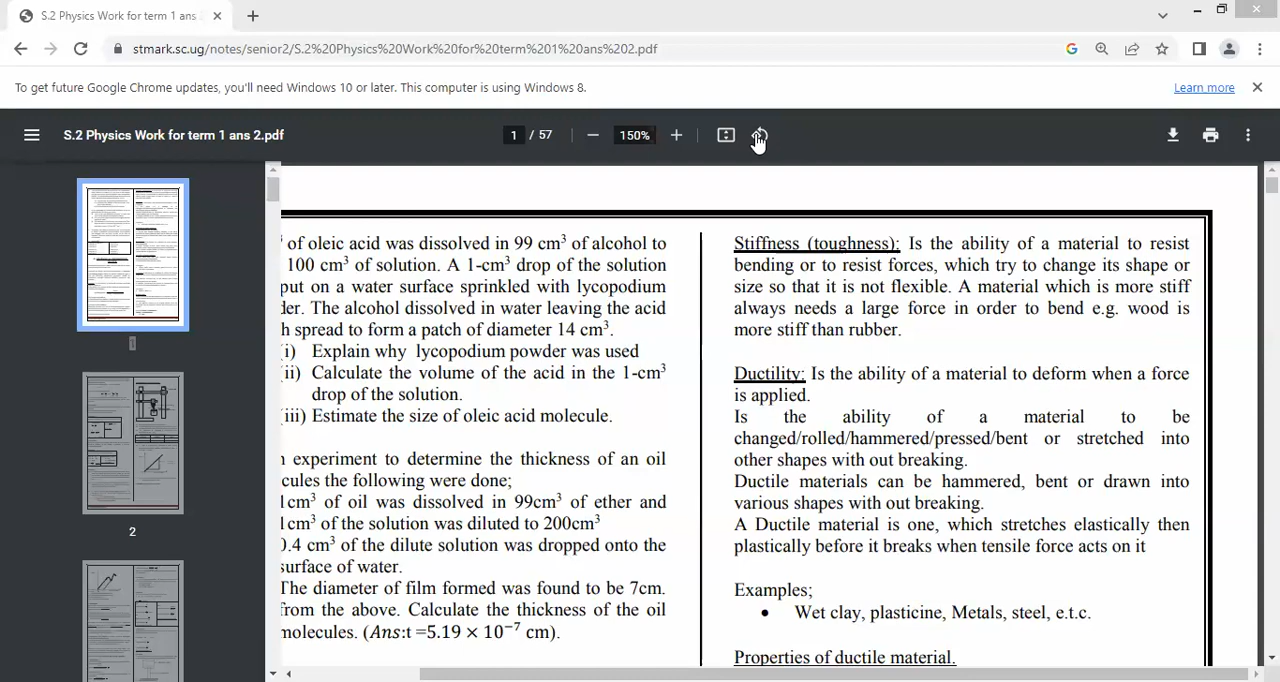 S.2 Physics Work for term 1 ans
stmark.sc.ug/notes/senior2/S.2%20Physics%20Work%20for%20term%201%20ans%202.pdf
To get future Google Chrome updates, you'll need Windows 10 or later. This computer is using Windows 8.
Learn more
S.2 Physics Work for term 1 ans 2.pdf
1 / 57
150%
1
2
of oleic acid was dissolved in 99 cm³ of alcohol to
100 cm³ of solution. A 1-cm³ drop of the solution
put on a water surface sprinkled with lycopodium
The alcohol dissolved in water leaving the acid
spread to form a patch of diameter 14 cm³.
(i) Explain why lycopodium powder was used
(ii) Calculate the volume of the acid in the 1-cm³
drop of the solution.
(iii) Estimate the size of oleic acid molecule.
experiment to determine the thickness of an oil
cules the following were done;
1cm³ of oil was dissolved in 99cm³ of ether and
1cm³ of the solution was diluted to 200cm³
0.4 cm³ of the dilute solution was dropped onto the
surface of water.
The diameter of film formed was found to be 7cm.
from the above. Calculate the thickness of the oil
molecules. (Ans:t =5.19 × 10⁻⁷ cm).
Stiffness (toughness): Is the ability of a material to resist
bending or to resist forces, which try to change its shape or
size so that it is not flexible. A material which is more stiff
always needs a large force in order to bend e.g. wood is
more stiff than rubber.
Ductility: Is the ability of a material to deform when a force
is applied.
Is the ability of a material to be
changed/rolled/hammered/pressed/bent or stretched into
other shapes with out breaking.
Ductile materials can be hammered, bent or drawn into
various shapes with out breaking.
A Ductile material is one, which stretches elastically then
plastically before it breaks when tensile force acts on it
Examples;
• Wet clay, plasticine, Metals, steel, e.t.c.
Properties of ductile material.